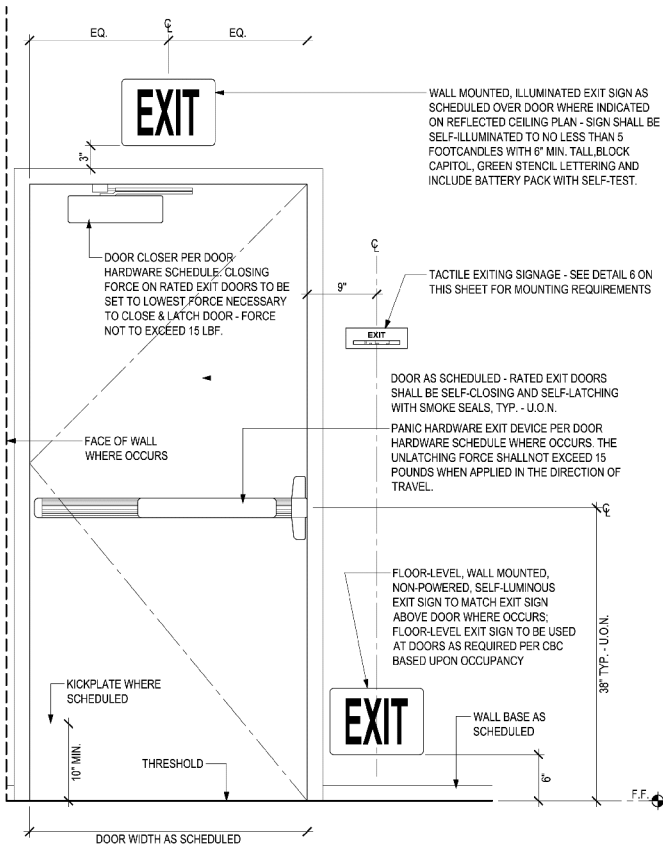 EQ.
EQ.
EXIT
3"
WALL MOUNTED, ILLUMINATED EXIT SIGN AS
SCHEDULED OVER DOOR WHERE INDICATED
ON REFLECTED CEILING PLAN - SIGN SHALL BE
SELF-ILLUMINATED TO NO LESS THAN 5
FOOTCANDLES WITH 6" MIN. TALL,BLOCK
CAPITOL, GREEN STENCIL LETTERING AND
INCLUDE BATTERY PACK WITH SELF-TEST.
DOOR CLOSER PER DOOR
HARDWARE SCHEDULE. CLOSING
FORCE ON RATED EXIT DOORS TO BE
SET TO LOWEST FORCE NECESSARY
TO CLOSE & LATCH DOOR - FORCE
NOT TO EXCEED 15 LBF.
9"
TACTILE EXITING SIGNAGE - SEE DETAIL 6 ON
THIS SHEET FOR MOUNTING REQUIREMENTS
EXIT
DOOR AS SCHEDULED - RATED EXIT DOORS
SHALL BE SELF-CLOSING AND SELF-LATCHING
WITH SMOKE SEALS, TYP. - U.O.N.
PANIC HARDWARE EXIT DEVICE PER DOOR
HARDWARE SCHEDULE WHERE OCCURS. THE
UNLATCHING FORCE SHALLNOT EXCEED 15
POUNDS WHEN APPLIED IN THE DIRECTION OF
TRAVEL.
FACE OF WALL
WHERE OCCURS
FLOOR-LEVEL, WALL MOUNTED,
NON-POWERED, SELF-LUMINOUS
EXIT SIGN TO MATCH EXIT SIGN
ABOVE DOOR WHERE OCCURS;
FLOOR-LEVEL EXIT SIGN TO BE USED
AT DOORS AS REQUIRED PER CBC
BASED UPON OCCUPANCY
38" TYP. - U.O.N.
KICKPLATE WHERE
SCHEDULED
EXIT
WALL BASE AS
SCHEDULED
10" MIN.
THRESHOLD
6"
F.F.
DOOR WIDTH AS SCHEDULED